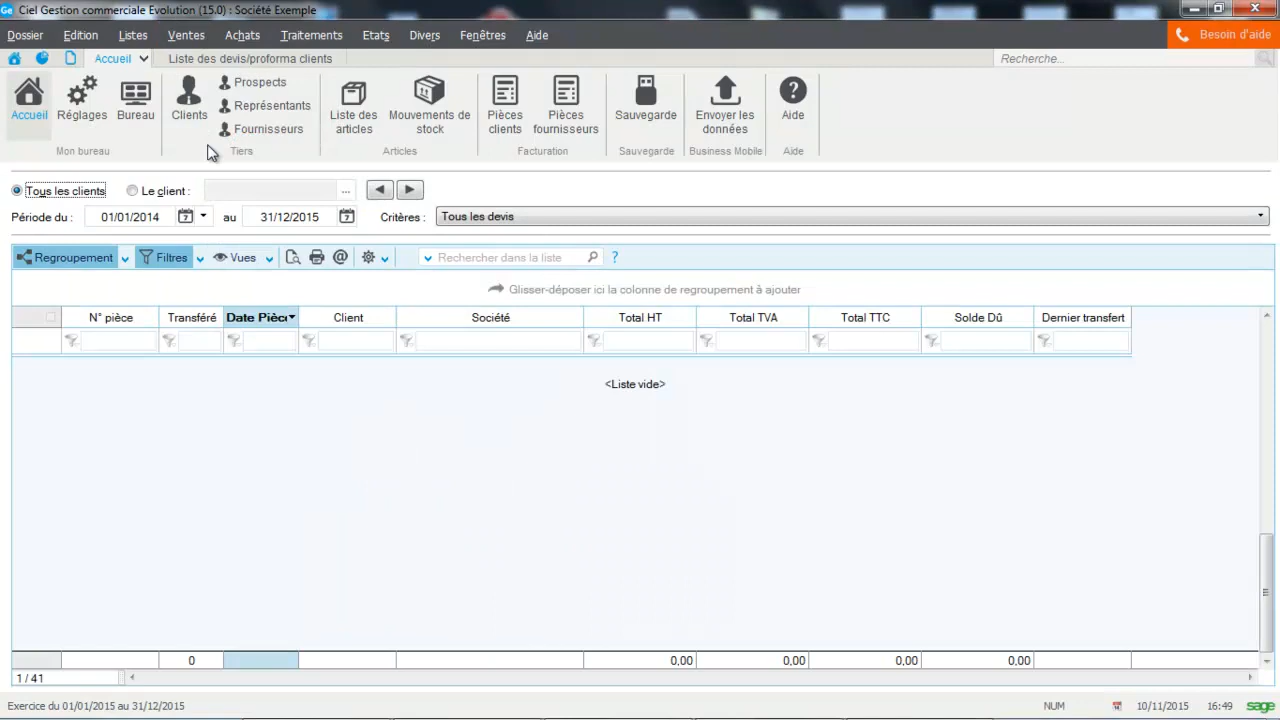 Ge Ciel Gestion commerciale Evolution (15.0) : Société Exemple
Dossier Edition Listes Ventes Achats Traitements Etats Divers Fenêtres Aide Besoin d'aide
Accueil Liste des devis/proforma clients Recherche...
Accueil Réglages Bureau
Mon bureau
Clients Prospects
Représentants
Fournisseurs
Tiers
Liste des articles Mouvements de stock
Articles
Pièces clients Pièces fournisseurs
Facturation
Sauvegarde
Sauvegarde
Envoyer les données
Business Mobile
Aide
Aide
Tous les clients Le client : ...
Période du : 01/01/2014 au 31/12/2015 Critères : Tous les devis
Regroupement Filtres Vues @ Rechercher dans la liste ?
Glisser-déposer ici la colonne de regroupement à ajouter
N° pièce Transféré Date Pièce Client Société Total HT Total TVA Total TTC Solde Dû Dernier transfert
<Liste vide>
0 0,00 0,00 0,00 0,00
1 / 41
Exercice du 01/01/2015 au 31/12/2015 NUM 10/11/2015 16:49 sage